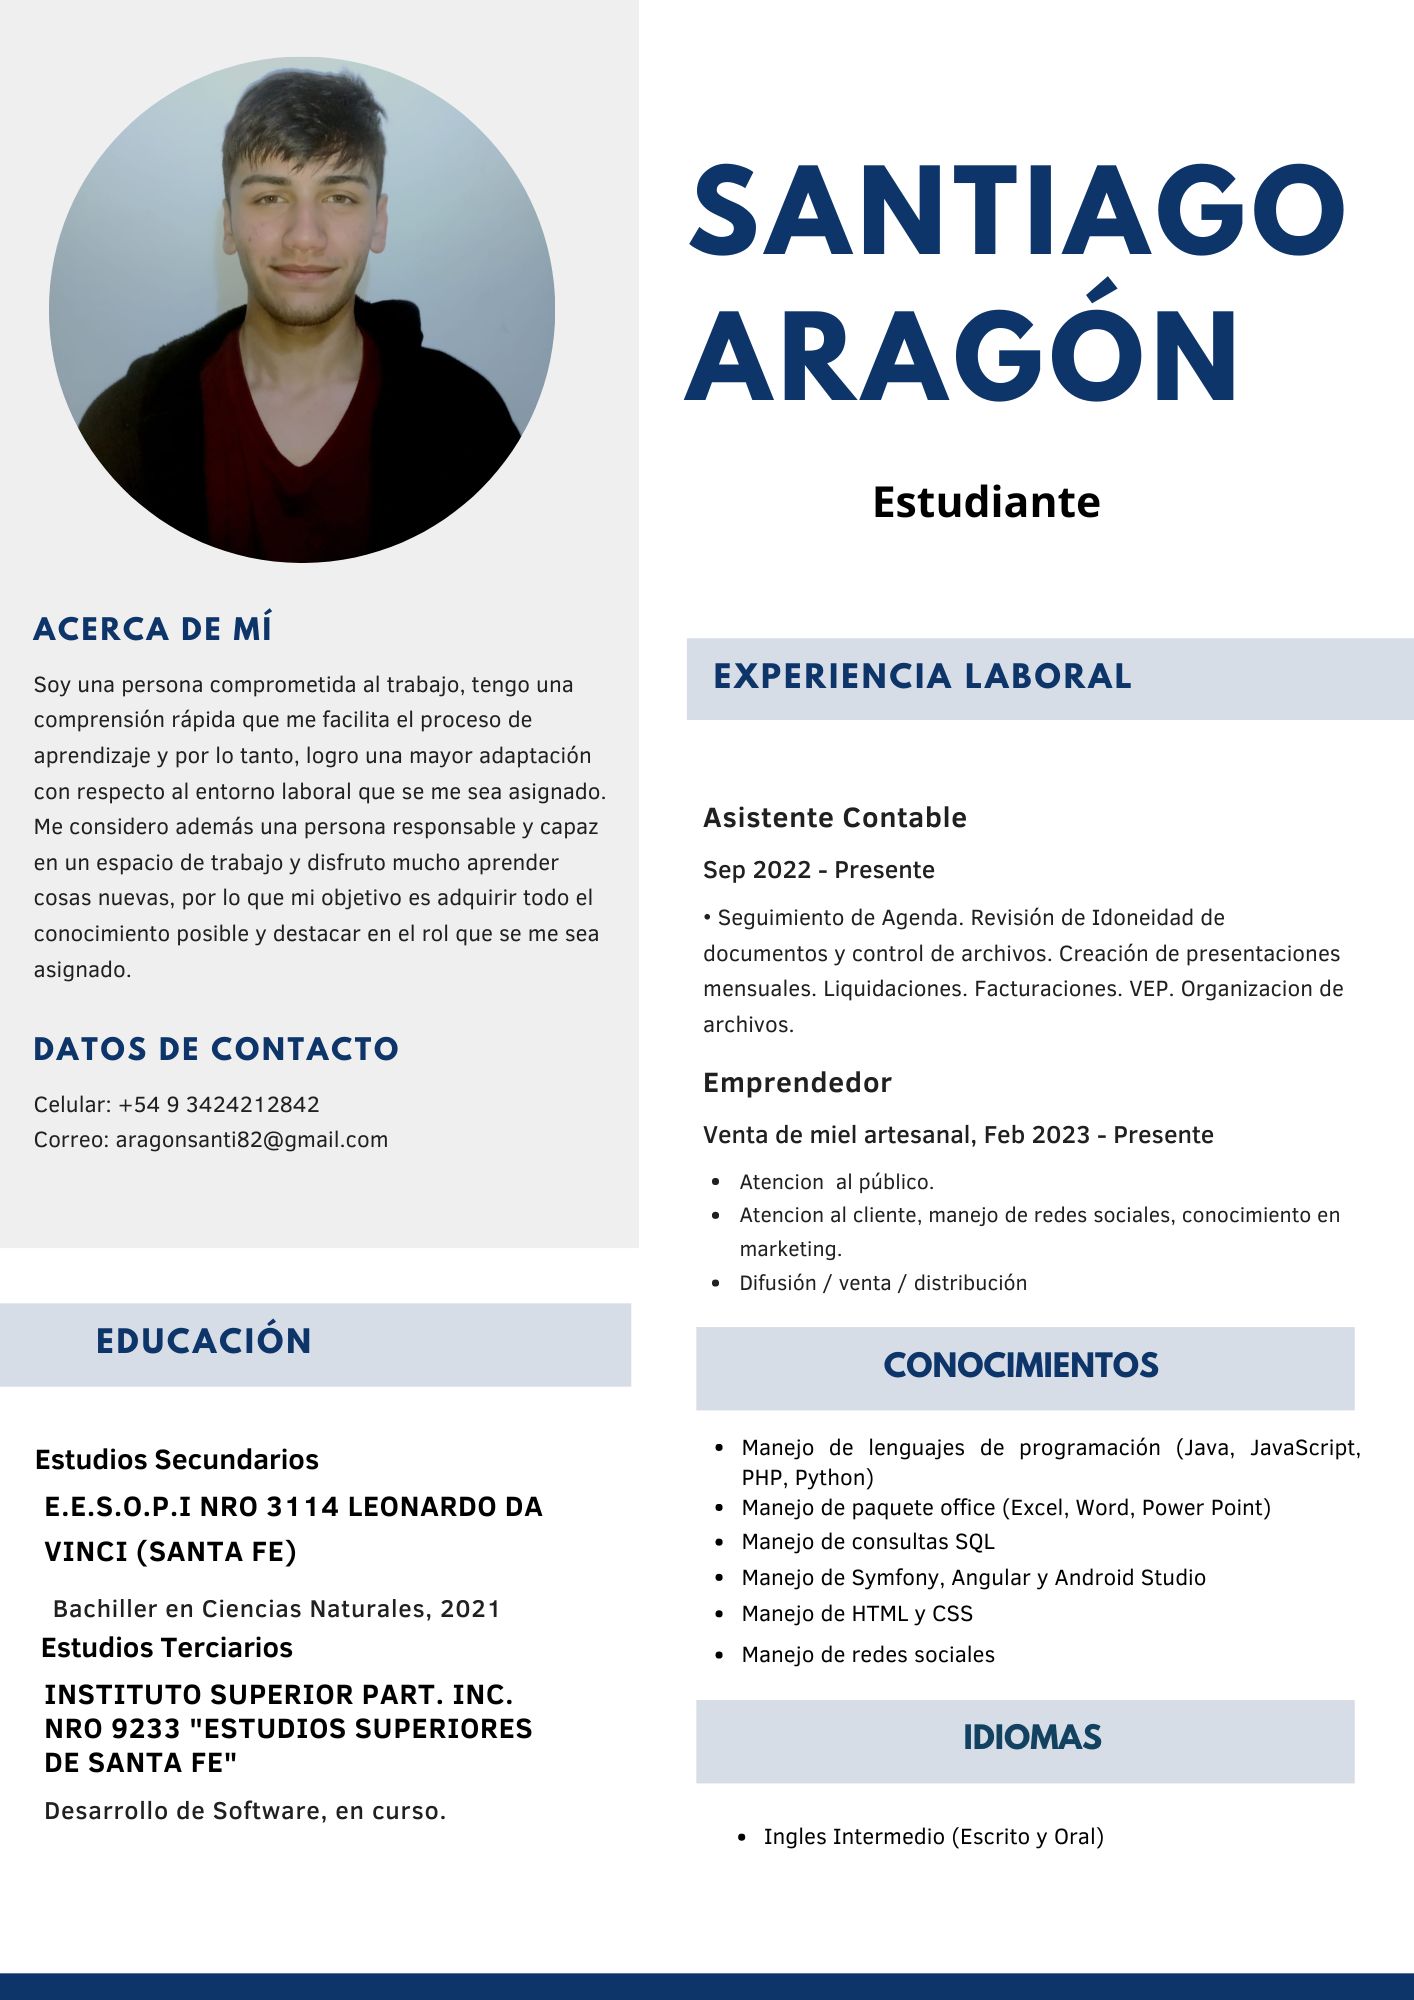 SANTIAGO
ARAGÓN
Estudiante
ACERCA DE MÍ
Soy una persona comprometida al trabajo, tengo una
comprensión rápida que me facilita el proceso de
aprendizaje y por lo tanto, logro una mayor adaptación
con respecto al entorno laboral que se me sea asignado.
Me considero además una persona responsable y capaz
en un espacio de trabajo y disfruto mucho aprender
cosas nuevas, por lo que mi objetivo es adquirir todo el
conocimiento posible y destacar en el rol que se me sea
asignado.
DATOS DE CONTACTO
Celular: +54 9 3424212842
Correo: aragonsanti82@gmail.com
EDUCACIÓN
Estudios Secundarios
E.E.S.O.P.I NRO 3114 LEONARDO DA
VINCI (SANTA FE)
Bachiller en Ciencias Naturales, 2021
Estudios Terciarios
INSTITUTO SUPERIOR PART. INC.
NRO 9233 "ESTUDIOS SUPERIORES
DE SANTA FE"
Desarrollo de Software, en curso.
EXPERIENCIA LABORAL
Asistente Contable
Sep 2022 - Presente
• Seguimiento de Agenda. Revisión de Idoneidad de
documentos y control de archivos. Creación de presentaciones
mensuales. Liquidaciones. Facturaciones. VEP. Organizacion de
archivos.
Emprendedor
Venta de miel artesanal, Feb 2023 - Presente
• Atencion  al público.
• Atencion al cliente, manejo de redes sociales, conocimiento en
marketing.
• Difusión / venta / distribución
CONOCIMIENTOS
• Manejo de lenguajes de programación (Java, JavaScript,
PHP, Python)
• Manejo de paquete office (Excel, Word, Power Point)
• Manejo de consultas SQL
• Manejo de Symfony, Angular y Android Studio
• Manejo de HTML y CSS
• Manejo de redes sociales
IDIOMAS
• Ingles Intermedio (Escrito y Oral)